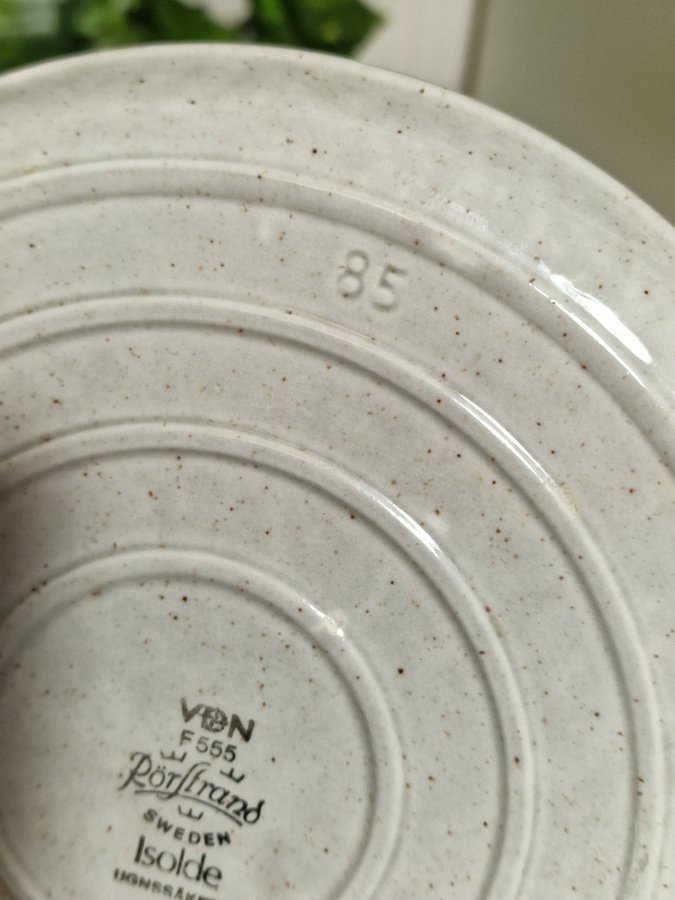 85
VDN
F555
Rörstrand
SWEDEN
Isolde